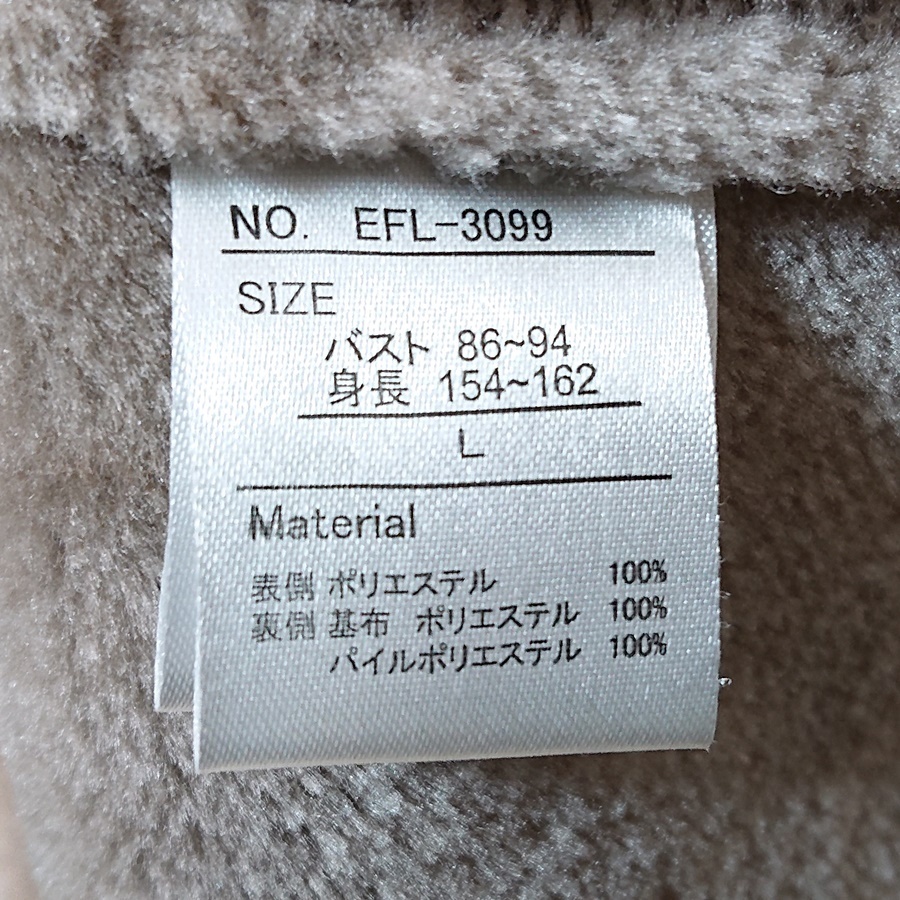 NO. EFL-3099
SIZE
バスト 86~94
身長 154~162
L
Material
表側 ポリエステル 100%
裏側 基布 ポリエステル 100%
パイルポリエステル 100%